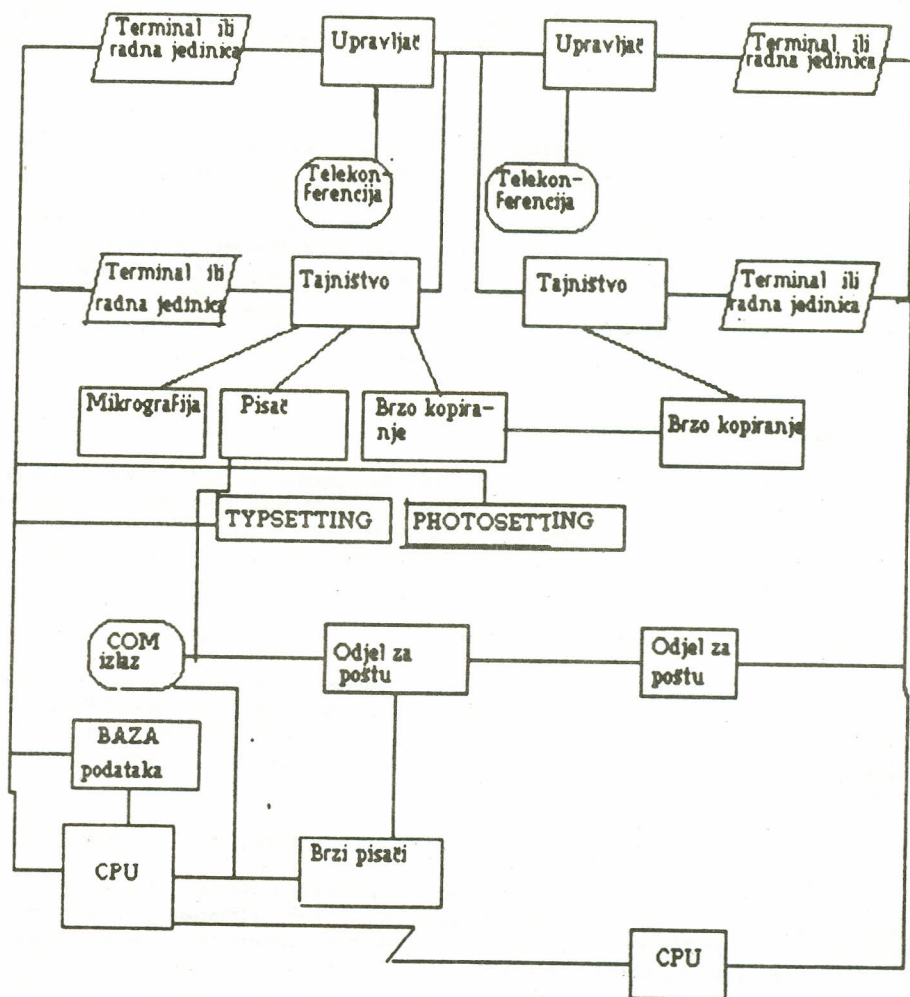 Terminal ili
radna jedinica
Upravljač
Upravljač
Terminal ili
radna jedinica
Telekon-
ferencija
Telekon-
ferencija
Terminal ili
radna jedinica
Tajništvo
Tajništvo
Terminal ili
radna jedinica
Mikrografija
Pisač
Brzo kopira-
nje
Brzo kopiranje
TYPSETTING
PHOTOSETTING
COM
izlaz
Odjel za
poštu
Odjel za
poštu
BAZA
podataka
CPU
Brzi pisači
CPU